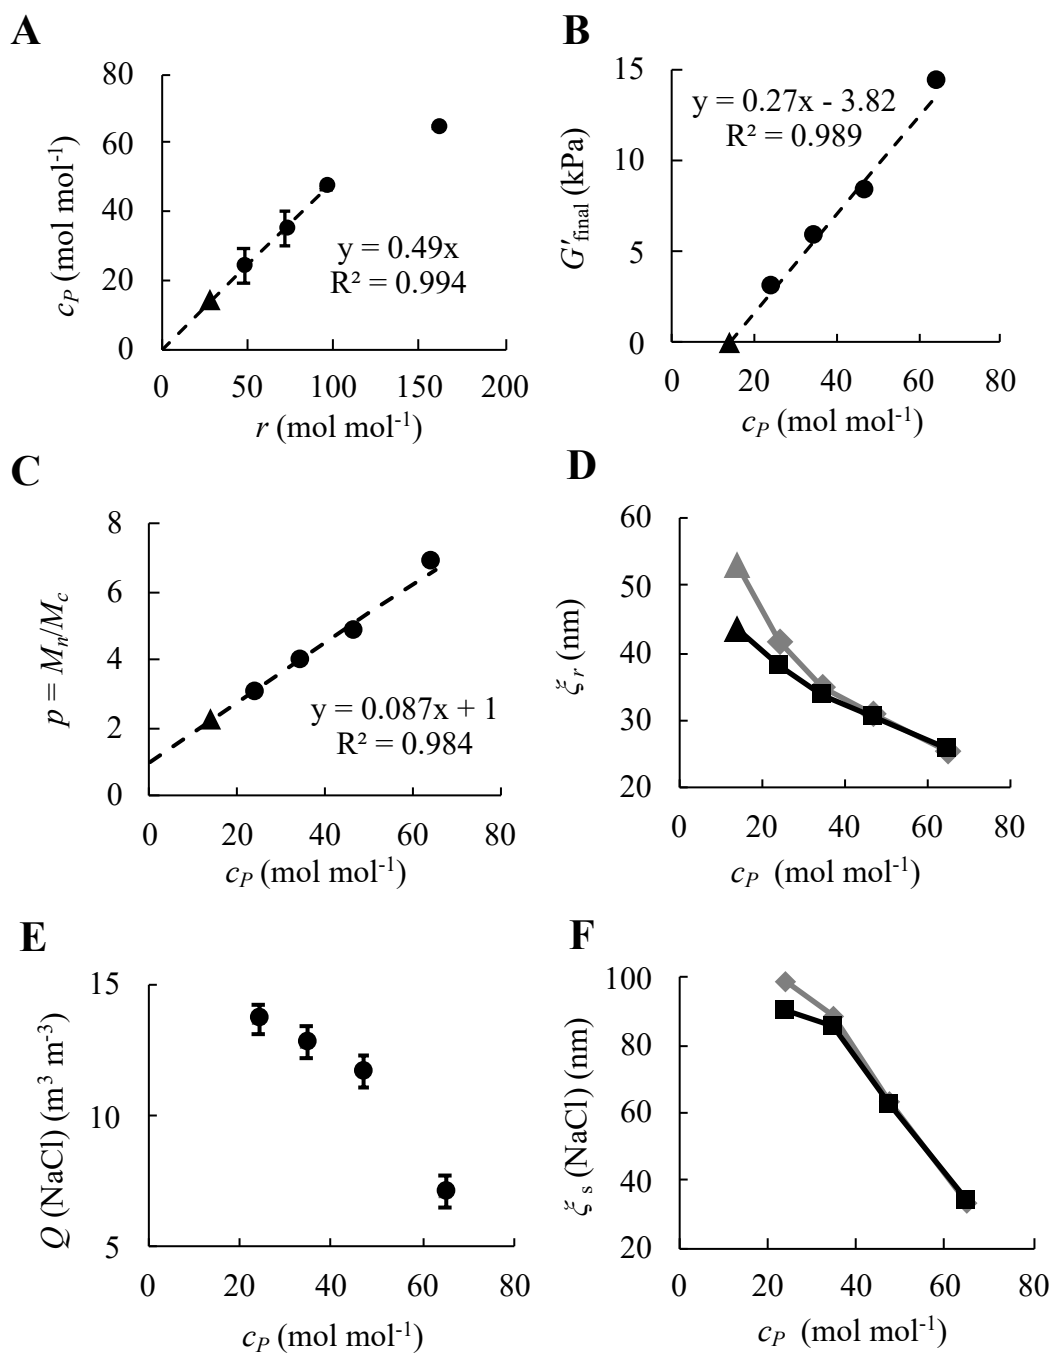 A
80
60
40
20
0
c_P (mol mol⁻¹)
y = 0.49x
R² = 0.994
0 50 100 150 200
r (mol mol⁻¹)
B
15
10
5
0
G'final (kPa)
y = 0.27x - 3.82
R² = 0.989
0 20 40 60 80
c_P (mol mol⁻¹)
C
8
6
4
2
0
p = M_n/M_c
y = 0.087x + 1
R² = 0.984
0 20 40 60 80
c_P (mol mol⁻¹)
D
60
50
40
30
20
ξ_r (nm)
0 20 40 60 80
c_P (mol mol⁻¹)
E
15
10
5
Q (NaCl) (m³ m⁻³)
0 20 40 60 80
c_P (mol mol⁻¹)
F
100
80
60
40
20
ξ_s (NaCl) (nm)
0 20 40 60 80
c_P (mol mol⁻¹)